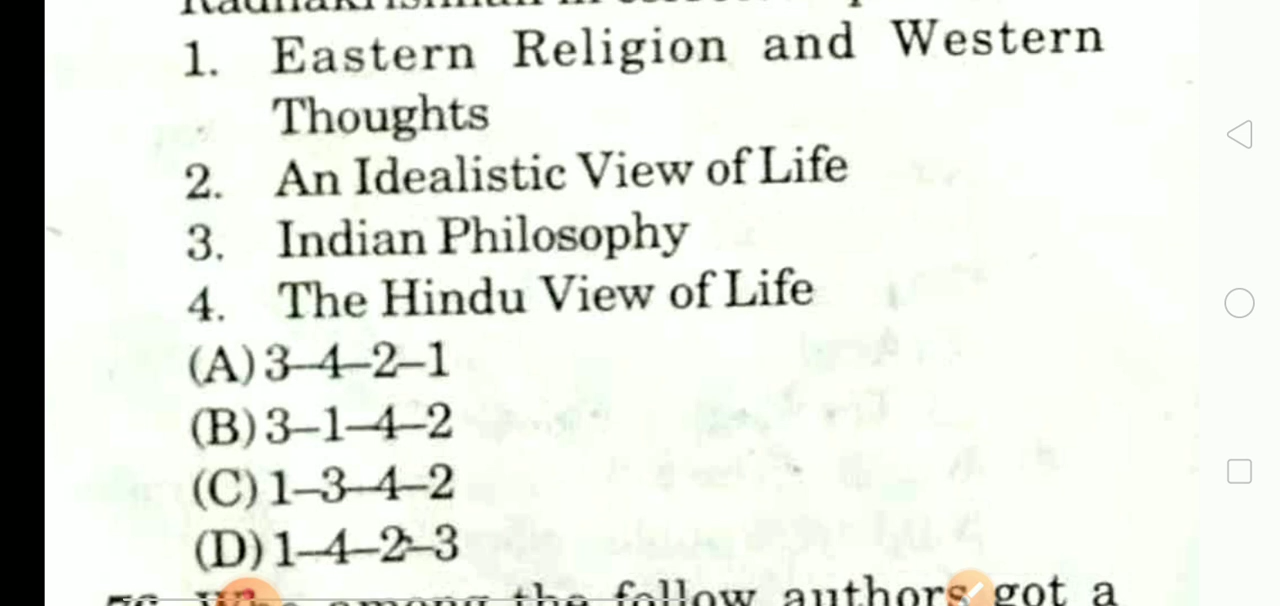 1. Eastern Religion and Western
Thoughts
2. An Idealistic View of Life
3. Indian Philosophy
4. The Hindu View of Life
(A) 3–4–2–1
(B) 3–1–4–2
(C) 1–3–4–2
(D) 1–4–2–3
among the follow authors got a